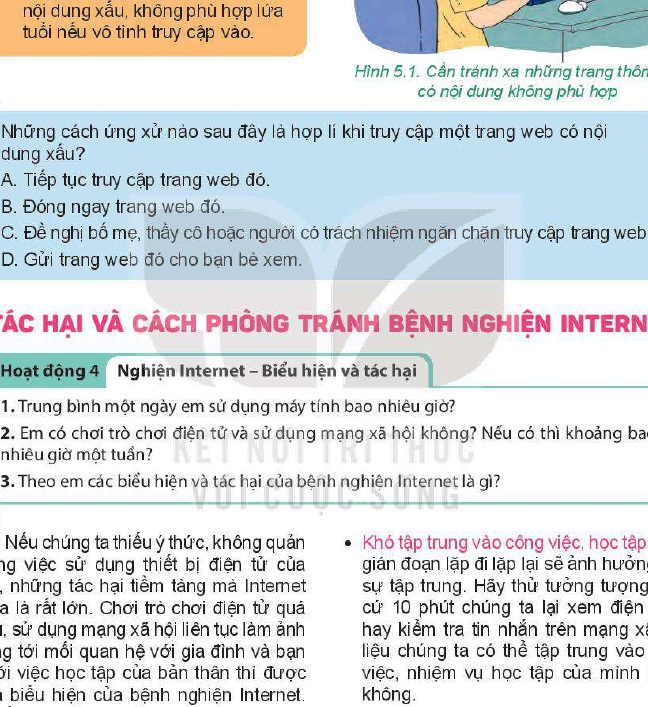 nội dung xấu, không phù hợp lứa
tuổi nếu vô tình truy cập vào.
Hình 5.1. Cần tránh xa những trang thôn
có nội dung không phù hợp
Những cách ứng xử nào sau đây là hợp lí khi truy cập một trang web có nội
dung xấu?
A. Tiếp tục truy cập trang web đó.
B. Đóng ngay trang web đó.
C. Đề nghị bố mẹ, thầy cô hoặc người có trách nhiệm ngăn chặn truy cập trang web
D. Gửi trang web đó cho bạn bè xem.
TÁC HẠI VÀ CÁCH PHÒNG TRÁNH BỆNH NGHIỆN INTERN
Hoạt động 4 Nghiện Internet – Biểu hiện và tác hại
1. Trung bình một ngày em sử dụng máy tính bao nhiêu giờ?
2. Em có chơi trò chơi điện tử và sử dụng mạng xã hội không? Nếu có thì khoảng ba
nhiêu giờ một tuần?
3. Theo em các biểu hiện và tác hại của bệnh nghiện Internet là gì?
KẾT NỐI TRI THỨC
VỚI CUỘC SỐNG
Nếu chúng ta thiếu ý thức, không quản
ng việc sử dụng thiết bị điện tử của
, những tác hại tiềm tàng mà Internet
a là rất lớn. Chơi trò chơi điện tử quá
, sử dụng mạng xã hội liên tục làm ảnh
g tới mối quan hệ với gia đình và bạn
ới việc học tập của bản thân thì được
biểu hiện của bệnh nghiện Internet.
• Khó tập trung vào công việc, học tập
gián đoạn lặp đi lặp lại sẽ ảnh hưởn
sự tập trung. Hãy thử tưởng tượng
cứ 10 phút chúng ta lại xem điện
hay kiểm tra tin nhắn trên mạng x
liệu chúng ta có thể tập trung vào
việc, nhiệm vụ học tập của mình
không.